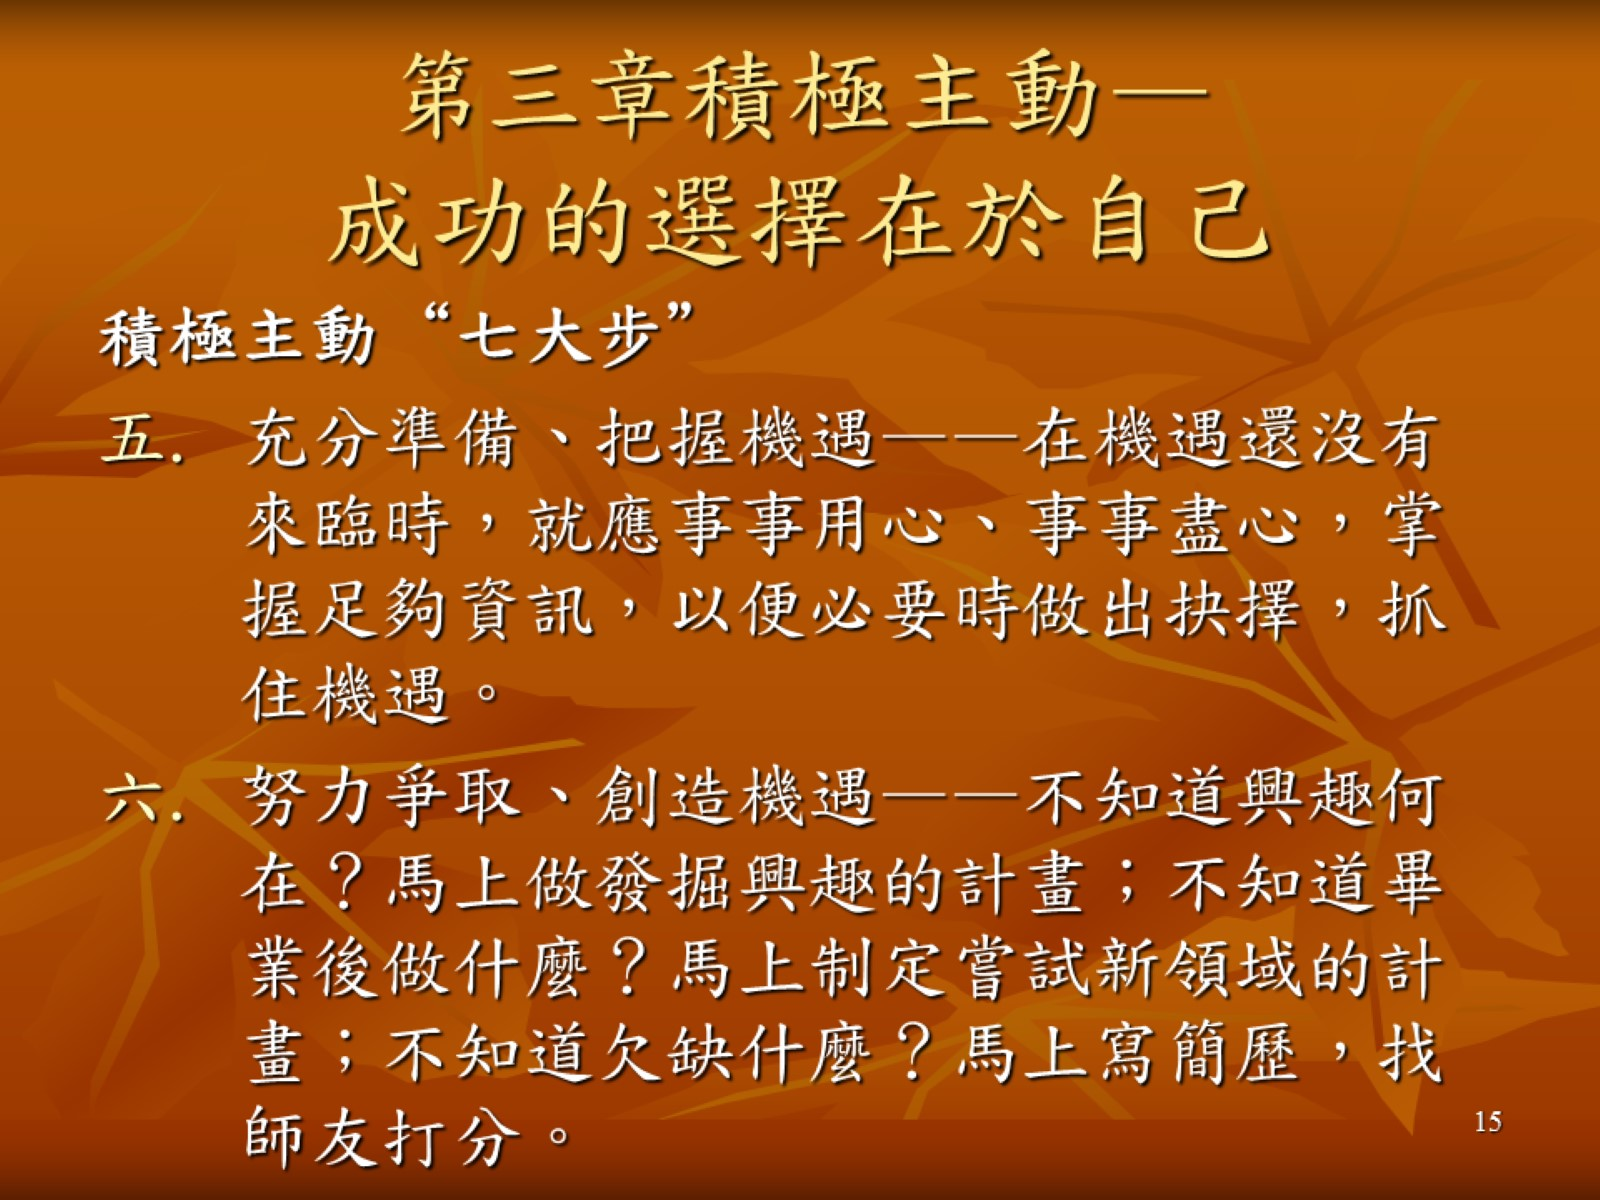 第三章積極主動—
成功的選擇在於自己
積極主動“七大步”
五. 充分準備、把握機遇——在機遇還沒有
來臨時，就應事事用心、事事盡心，掌
握足夠資訊，以便必要時做出抉擇，抓
住機遇。
六. 努力爭取、創造機遇——不知道興趣何
在？馬上做發掘興趣的計畫；不知道畢
業後做什麼？馬上制定嘗試新領域的計
畫；不知道欠缺什麼？馬上寫簡歷，找
師友打分。
15